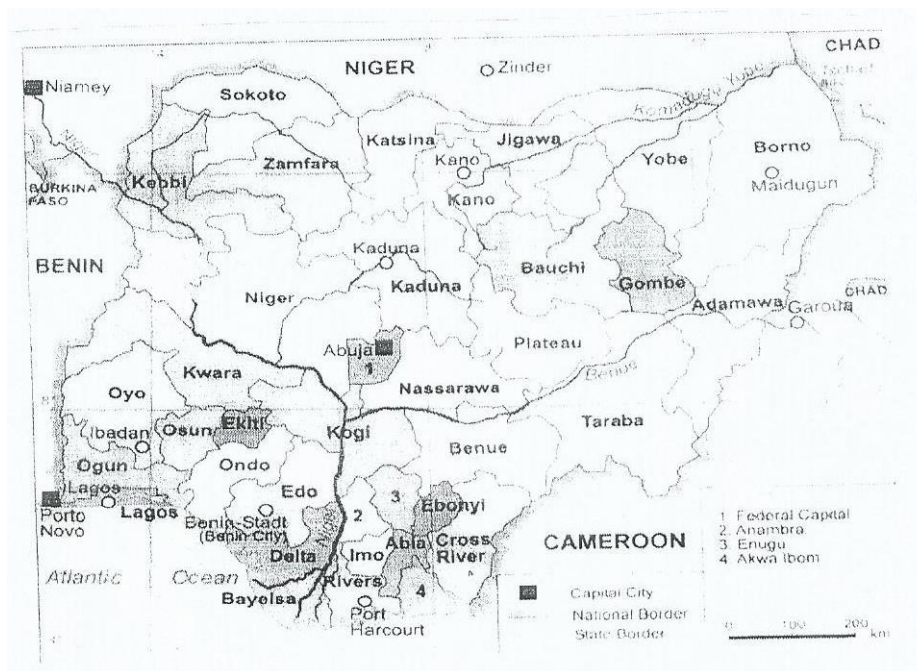 CHAD
NIGER
Zinder
Niamey
Sokoto
Komadugu Yobe
Katsina
Jigawa
Zamfara
Kano
Yobe
Borno
BURKINA
FASO
Kebbi
Maidugun
Kano
Kaduna
BENIN
Bauchi
Gombe
Niger
Kaduna
Adamawa
CHAD
Garoua
Abuja
1
Plateau
Kwara
Nassarawa
Benue
Oyo
Taraba
Ibadan
Osun
Ekiti
Kogi
Benue
Ogun
Ondo
Lagos
Edo
3
Ebonyi
Porto
Novo
Lagos
2
Benin-Stadt
(Benin City)
Niger
Abia
Cross
River
Delta
Imo
CAMEROON
1 Federal Capital
2. Anambra
3. Enugu
4 Akwa Ibom
Atlantic Ocean
Rivers
4
Bayelsa
Port
Harcourt
Capital City
National Border
State Border
0 100 200
km